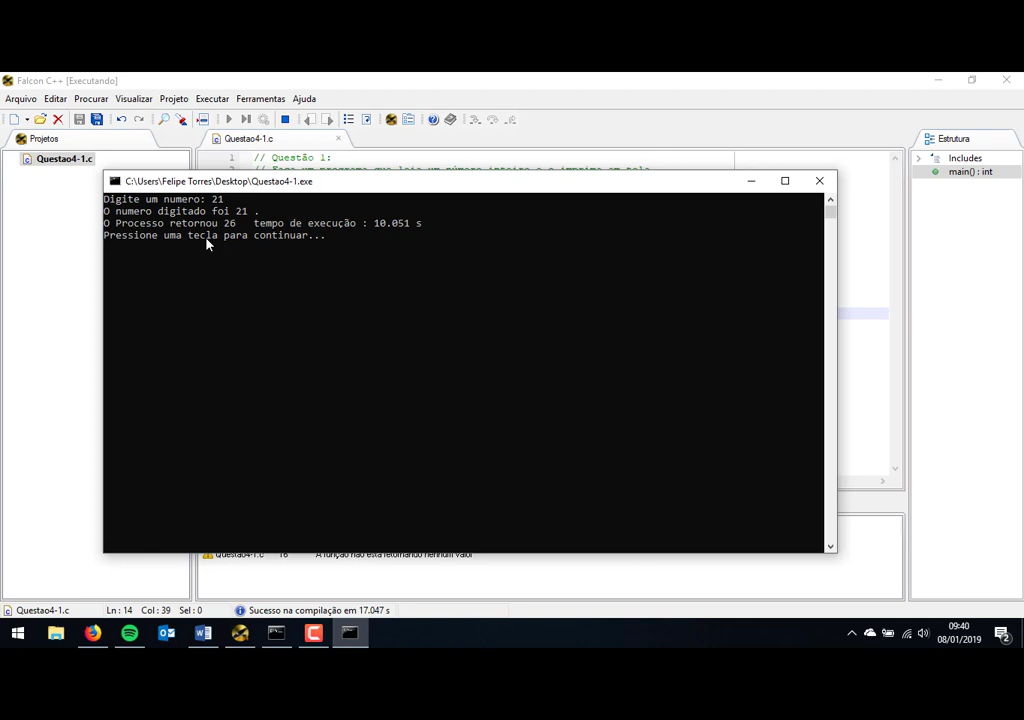 Falcon C++ [Executando]
Arquivo Editar Procurar Visualizar Projeto Executar Ferramentas Ajuda
Projetos
Questao4-1.c
Estrutura
Questao4-1.c
1 // Questão 1:
Includes
main() : int
C:\Users\Felipe Torres\Desktop\Questao4-1.exe
Digite um numero: 21
O numero digitado foi 21 .
O Processo retornou 26 tempo de execução : 10.051 s
Pressione uma tecla para continuar...
Questao4-1.c 16 A função não está retornando nenhum valor
Questao4-1.c Ln : 14 Col : 39 Sel : 0 Sucesso na compilação em 17.047 s
09:40
08/01/2019
2